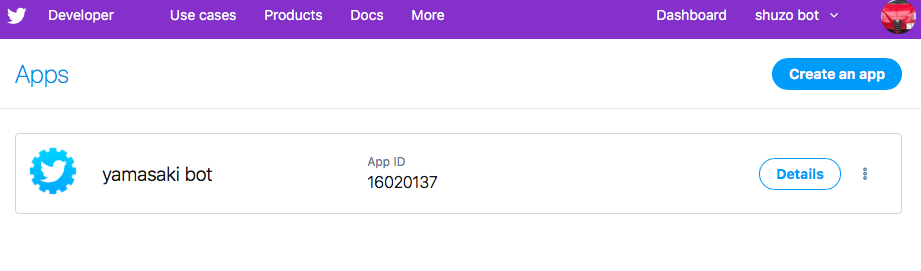 Developer Use cases Products Docs More Dashboard shuzo bot
Apps
Create an app
yamasaki bot
App ID
16020137
Details